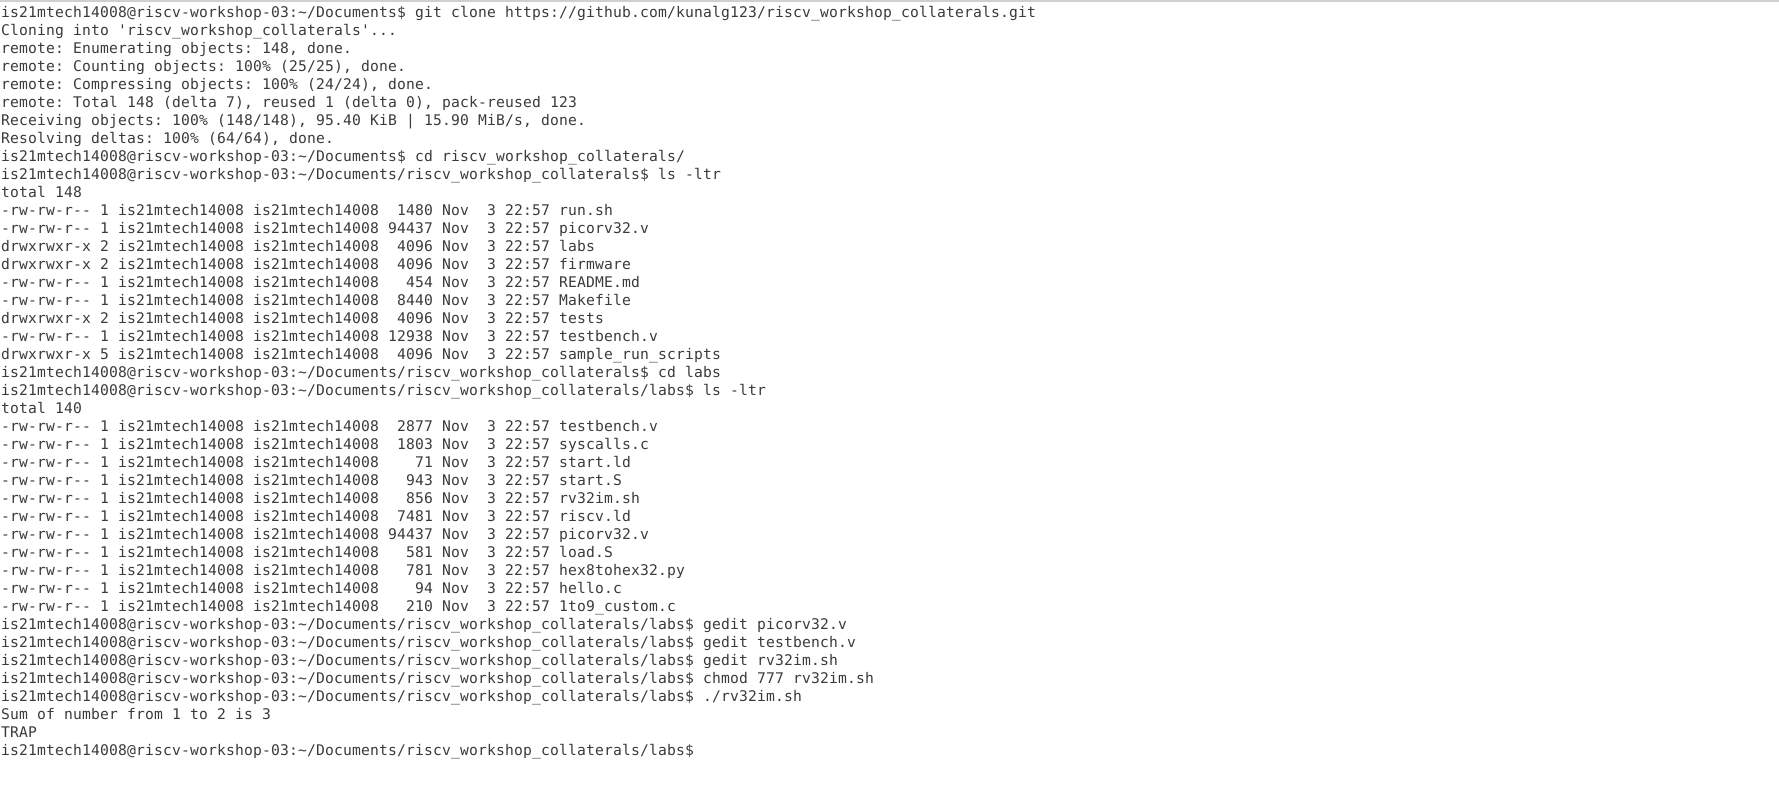 is21mtech14008@riscv-workshop-03:~/Documents$ git clone https://github.com/kunalg123/riscv_workshop_collaterals.git
Cloning into 'riscv_workshop_collaterals'...
remote: Enumerating objects: 148, done.
remote: Counting objects: 100% (25/25), done.
remote: Compressing objects: 100% (24/24), done.
remote: Total 148 (delta 7), reused 1 (delta 0), pack-reused 123
Receiving objects: 100% (148/148), 95.40 KiB | 15.90 MiB/s, done.
Resolving deltas: 100% (64/64), done.
is21mtech14008@riscv-workshop-03:~/Documents$ cd riscv_workshop_collaterals/
is21mtech14008@riscv-workshop-03:~/Documents/riscv_workshop_collaterals$ ls -ltr
total 148
-rw-rw-r-- 1 is21mtech14008 is21mtech14008  1480 Nov  3 22:57 run.sh
-rw-rw-r-- 1 is21mtech14008 is21mtech14008 94437 Nov  3 22:57 picorv32.v
drwxrwxr-x 2 is21mtech14008 is21mtech14008  4096 Nov  3 22:57 labs
drwxrwxr-x 2 is21mtech14008 is21mtech14008  4096 Nov  3 22:57 firmware
-rw-rw-r-- 1 is21mtech14008 is21mtech14008   454 Nov  3 22:57 README.md
-rw-rw-r-- 1 is21mtech14008 is21mtech14008  8440 Nov  3 22:57 Makefile
drwxrwxr-x 2 is21mtech14008 is21mtech14008  4096 Nov  3 22:57 tests
-rw-rw-r-- 1 is21mtech14008 is21mtech14008 12938 Nov  3 22:57 testbench.v
drwxrwxr-x 5 is21mtech14008 is21mtech14008  4096 Nov  3 22:57 sample_run_scripts
is21mtech14008@riscv-workshop-03:~/Documents/riscv_workshop_collaterals$ cd labs
is21mtech14008@riscv-workshop-03:~/Documents/riscv_workshop_collaterals/labs$ ls -ltr
total 140
-rw-rw-r-- 1 is21mtech14008 is21mtech14008  2877 Nov  3 22:57 testbench.v
-rw-rw-r-- 1 is21mtech14008 is21mtech14008  1803 Nov  3 22:57 syscalls.c
-rw-rw-r-- 1 is21mtech14008 is21mtech14008    71 Nov  3 22:57 start.ld
-rw-rw-r-- 1 is21mtech14008 is21mtech14008   943 Nov  3 22:57 start.S
-rw-rw-r-- 1 is21mtech14008 is21mtech14008   856 Nov  3 22:57 rv32im.sh
-rw-rw-r-- 1 is21mtech14008 is21mtech14008  7481 Nov  3 22:57 riscv.ld
-rw-rw-r-- 1 is21mtech14008 is21mtech14008 94437 Nov  3 22:57 picorv32.v
-rw-rw-r-- 1 is21mtech14008 is21mtech14008   581 Nov  3 22:57 load.S
-rw-rw-r-- 1 is21mtech14008 is21mtech14008   781 Nov  3 22:57 hex8tohex32.py
-rw-rw-r-- 1 is21mtech14008 is21mtech14008    94 Nov  3 22:57 hello.c
-rw-rw-r-- 1 is21mtech14008 is21mtech14008   210 Nov  3 22:57 1to9_custom.c
is21mtech14008@riscv-workshop-03:~/Documents/riscv_workshop_collaterals/labs$ gedit picorv32.v
is21mtech14008@riscv-workshop-03:~/Documents/riscv_workshop_collaterals/labs$ gedit testbench.v
is21mtech14008@riscv-workshop-03:~/Documents/riscv_workshop_collaterals/labs$ gedit rv32im.sh
is21mtech14008@riscv-workshop-03:~/Documents/riscv_workshop_collaterals/labs$ chmod 777 rv32im.sh
is21mtech14008@riscv-workshop-03:~/Documents/riscv_workshop_collaterals/labs$ ./rv32im.sh
Sum of number from 1 to 2 is 3
TRAP
is21mtech14008@riscv-workshop-03:~/Documents/riscv_workshop_collaterals/labs$